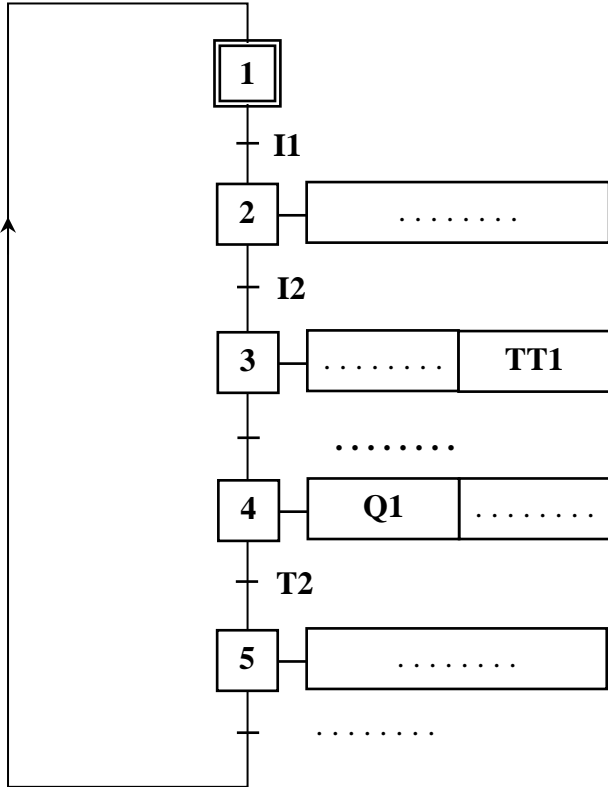 1
I1
2 . . . . . . . .
I2
3 . . . . . . . . TT1
. . . . . . . .
4 Q1 . . . . . . . .
T2
5 . . . . . . . .
. . . . . . . .